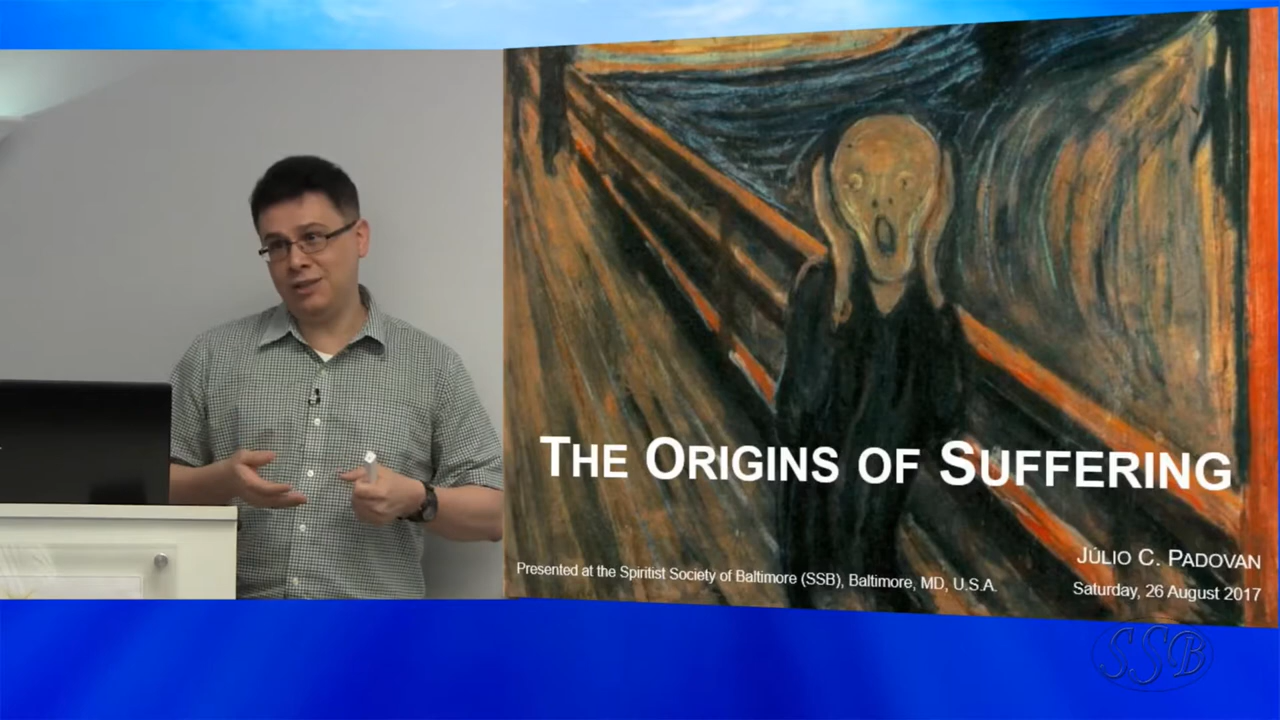 THE ORIGINS OF SUFFERING
JÚLIO C. PADOVAN
Presented at the Spiritist Society of Baltimore (SSB), Baltimore, MD, U.S.A.
Saturday, 26 August 2017
SSB